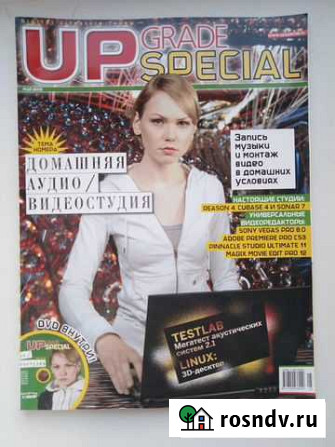 UP GRADE
SPECIAL
ТЕМА
НОМЕРА
ДОМАШНЯЯ
АУДИО/
ВИДЕОСТУДИЯ
Запись
музыки
и монтаж
видео
в домашних
условиях
НАСТОЯЩИЕ СТУДИИ:
REASON 4, CUBASE 4 И SONAR 7
УНИВЕРСАЛЬНЫЕ
ВИДЕОРЕДАКТОРЫ:
SONY VEGAS PRO 8.0
ADOBE PREMIERE PRO CS3
PINNACLE STUDIO ULTIMATE 11
MAGIX MOVIE EDIT PRO 12
TESTLAB
Мегатест акустических
систем 2.1
LINUX:
3D-десктоп
DVD ВНУТРИ!
UP SPECIAL
rosndv.ru